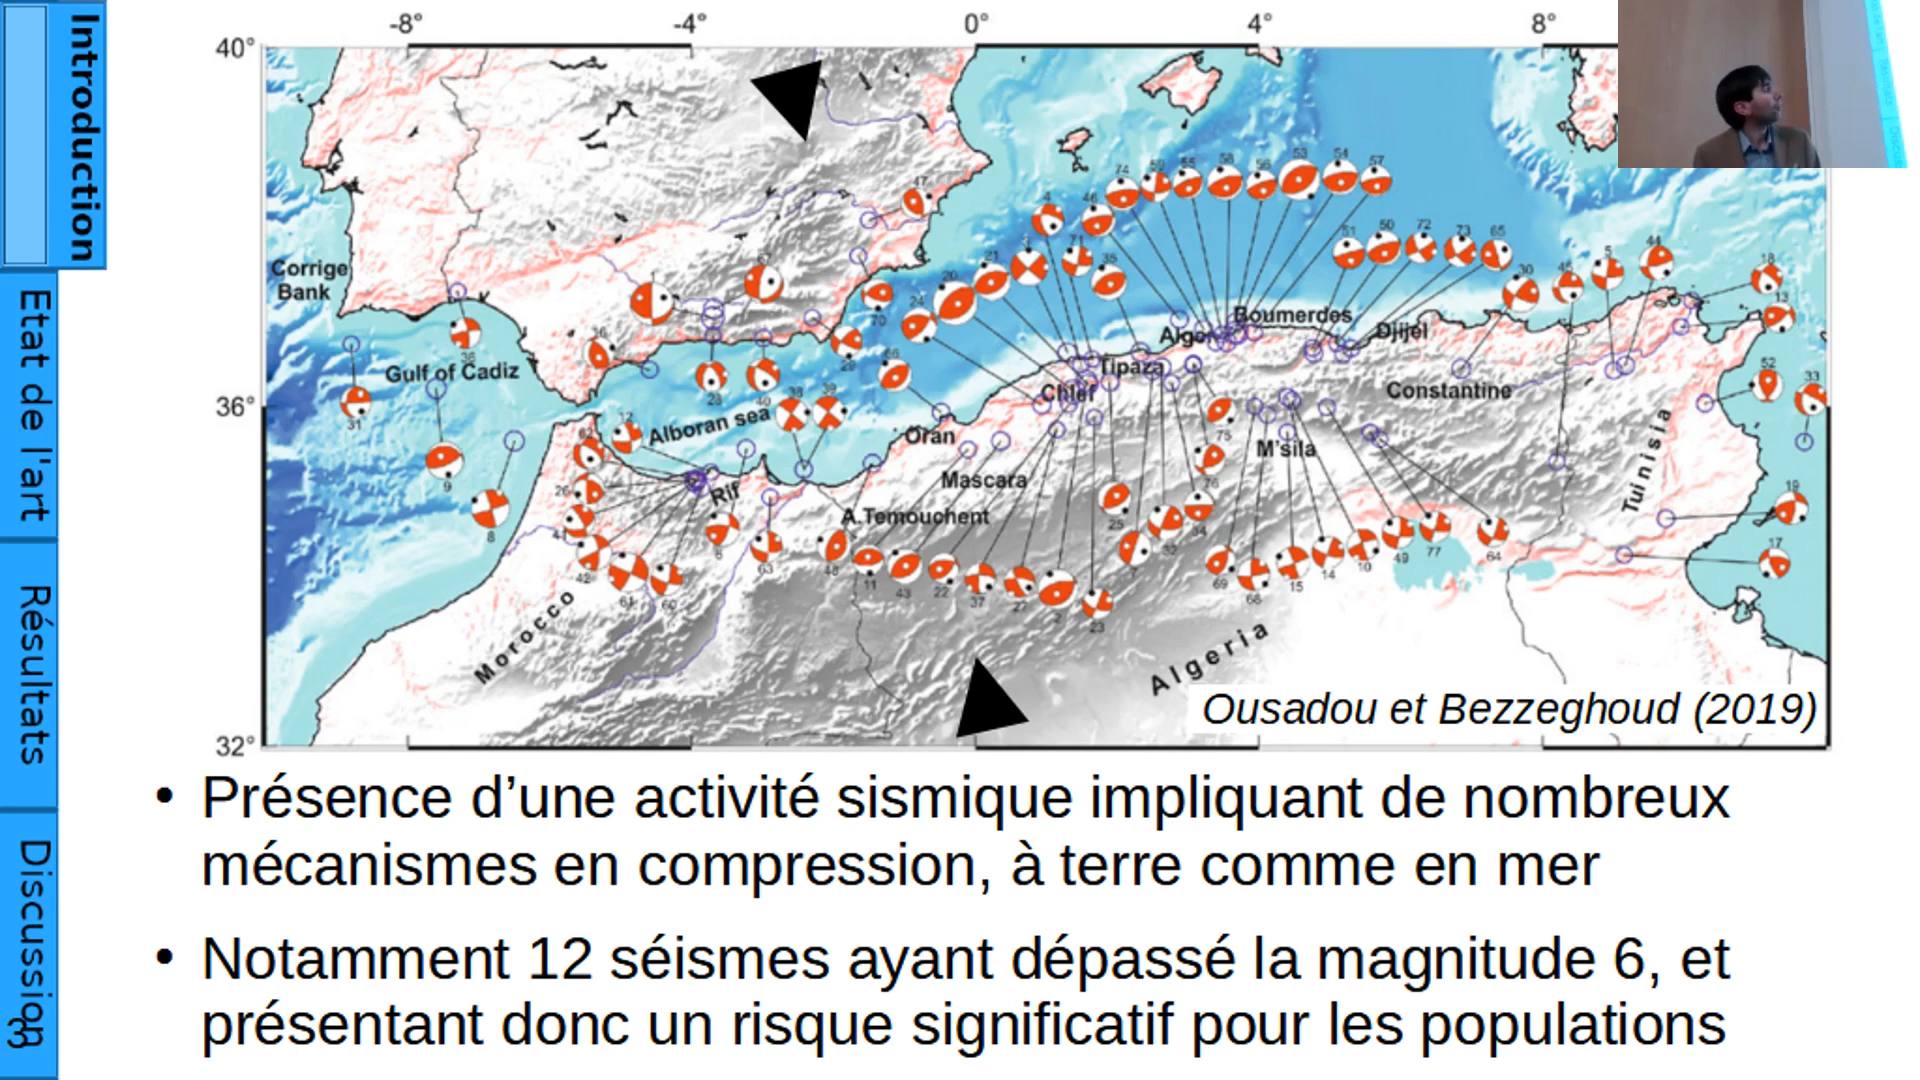 Introduction
Etat de l'art
Résultats
Discussion
3
-8°
-4°
0°
4°
8°
40°
36°
32°
Corrige
Bank
Gulf of Cadiz
Alboran sea
Rif
Morocco
Oran
Mascara
A.Temouchent
Chlef
Tipaza
Alger
Boumerdes
Djijel
Constantine
M'sila
Algeria
Tunisia
Ousadou et Bezzeghoud (2019)
• Présence d’une activité sismique impliquant de nombreux
mécanismes en compression, à terre comme en mer
• Notamment 12 séismes ayant dépassé la magnitude 6, et
présentant donc un risque significatif pour les populations